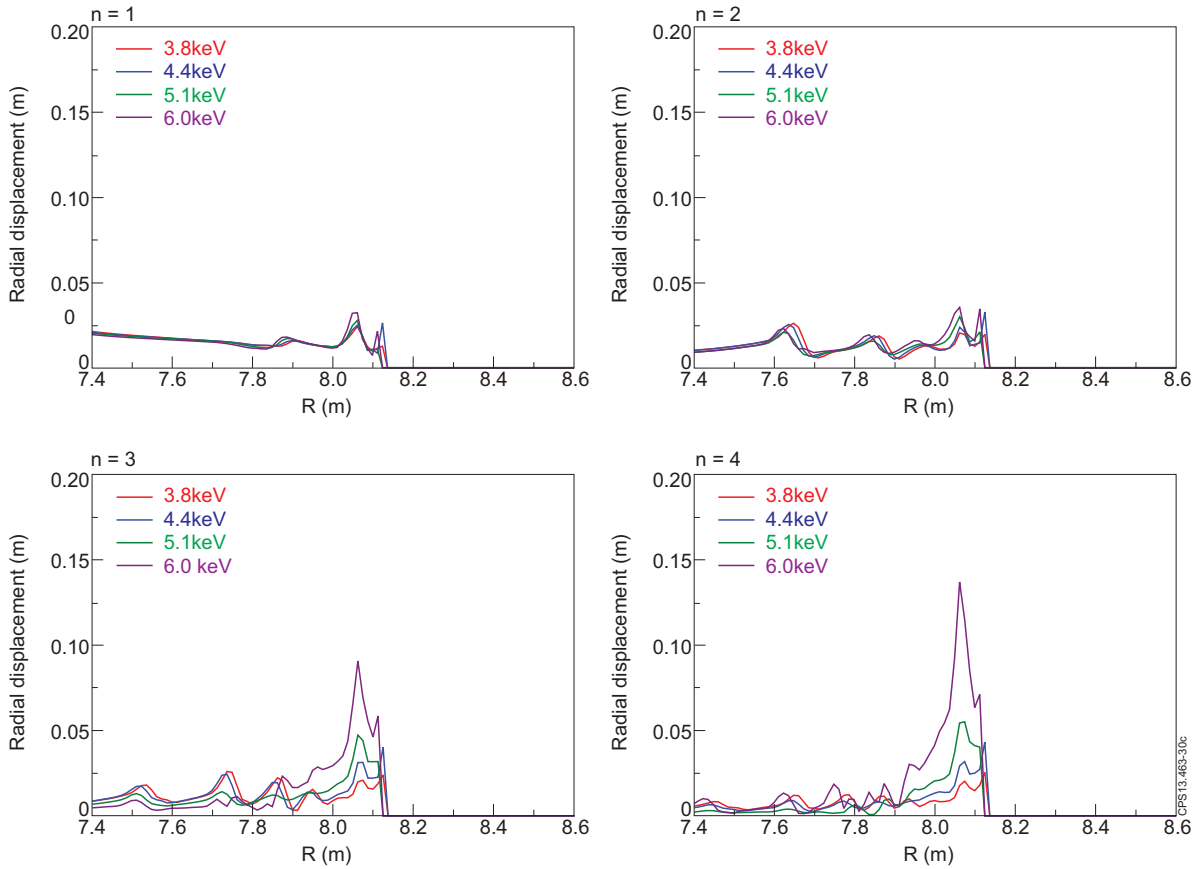 n = 1
0.20
0.15
0.10
0.05
0
0
Radial displacement (m)
3.8keV
4.4keV
5.1keV
6.0keV
7.4 7.6 7.8 8.0 8.2 8.4 8.6
R (m)
n = 2
0.20
0.15
0.10
0.05
0
Radial displacement (m)
3.8keV
4.4keV
5.1keV
6.0keV
7.4 7.6 7.8 8.0 8.2 8.4 8.6
R (m)
n = 3
0.20
0.15
0.10
0.05
0
Radial displacement (m)
3.8keV
4.4keV
5.1keV
6.0 keV
7.4 7.6 7.8 8.0 8.2 8.4 8.6
R (m)
n = 4
0.20
0.15
0.10
0.05
0
Radial displacement (m)
3.8keV
4.4keV
5.1keV
6.0keV
7.4 7.6 7.8 8.0 8.2 8.4 8.6
R (m)
CPS13.463-30c